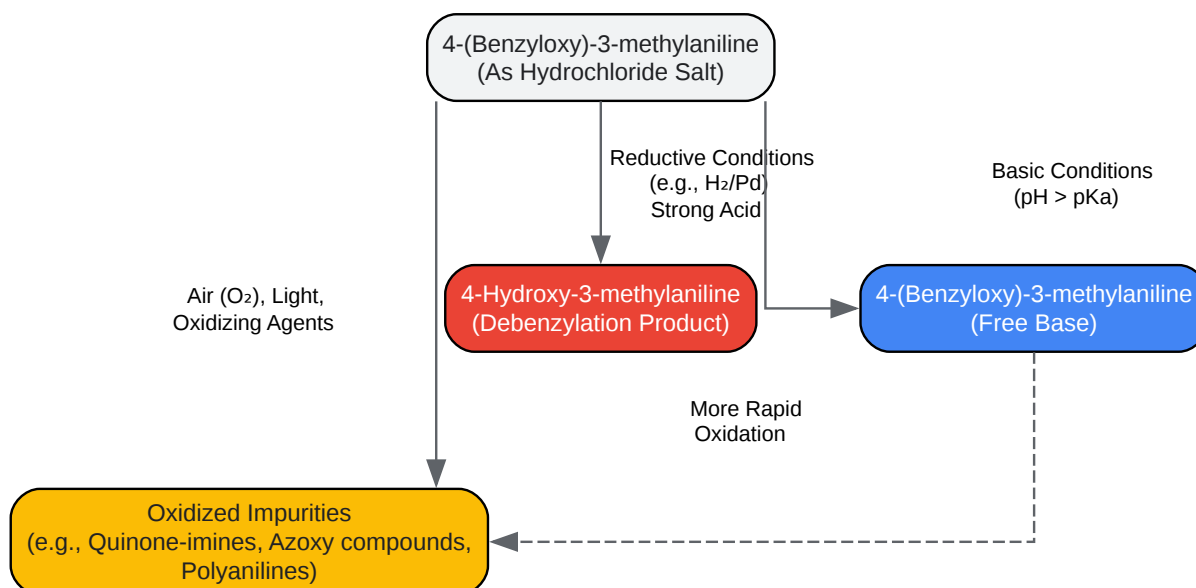 4-(Benzyloxy)-3-methylaniline
(As Hydrochloride Salt)
Reductive Conditions
(e.g., H₂/Pd)
Strong Acid
Basic Conditions
(pH > pKa)
Air (O₂), Light,
Oxidizing Agents
4-Hydroxy-3-methylaniline
(Debenzylation Product)
4-(Benzyloxy)-3-methylaniline
(Free Base)
More Rapid
Oxidation
Oxidized Impurities
(e.g., Quinone-imines, Azoxy compounds,
Polyanilines)